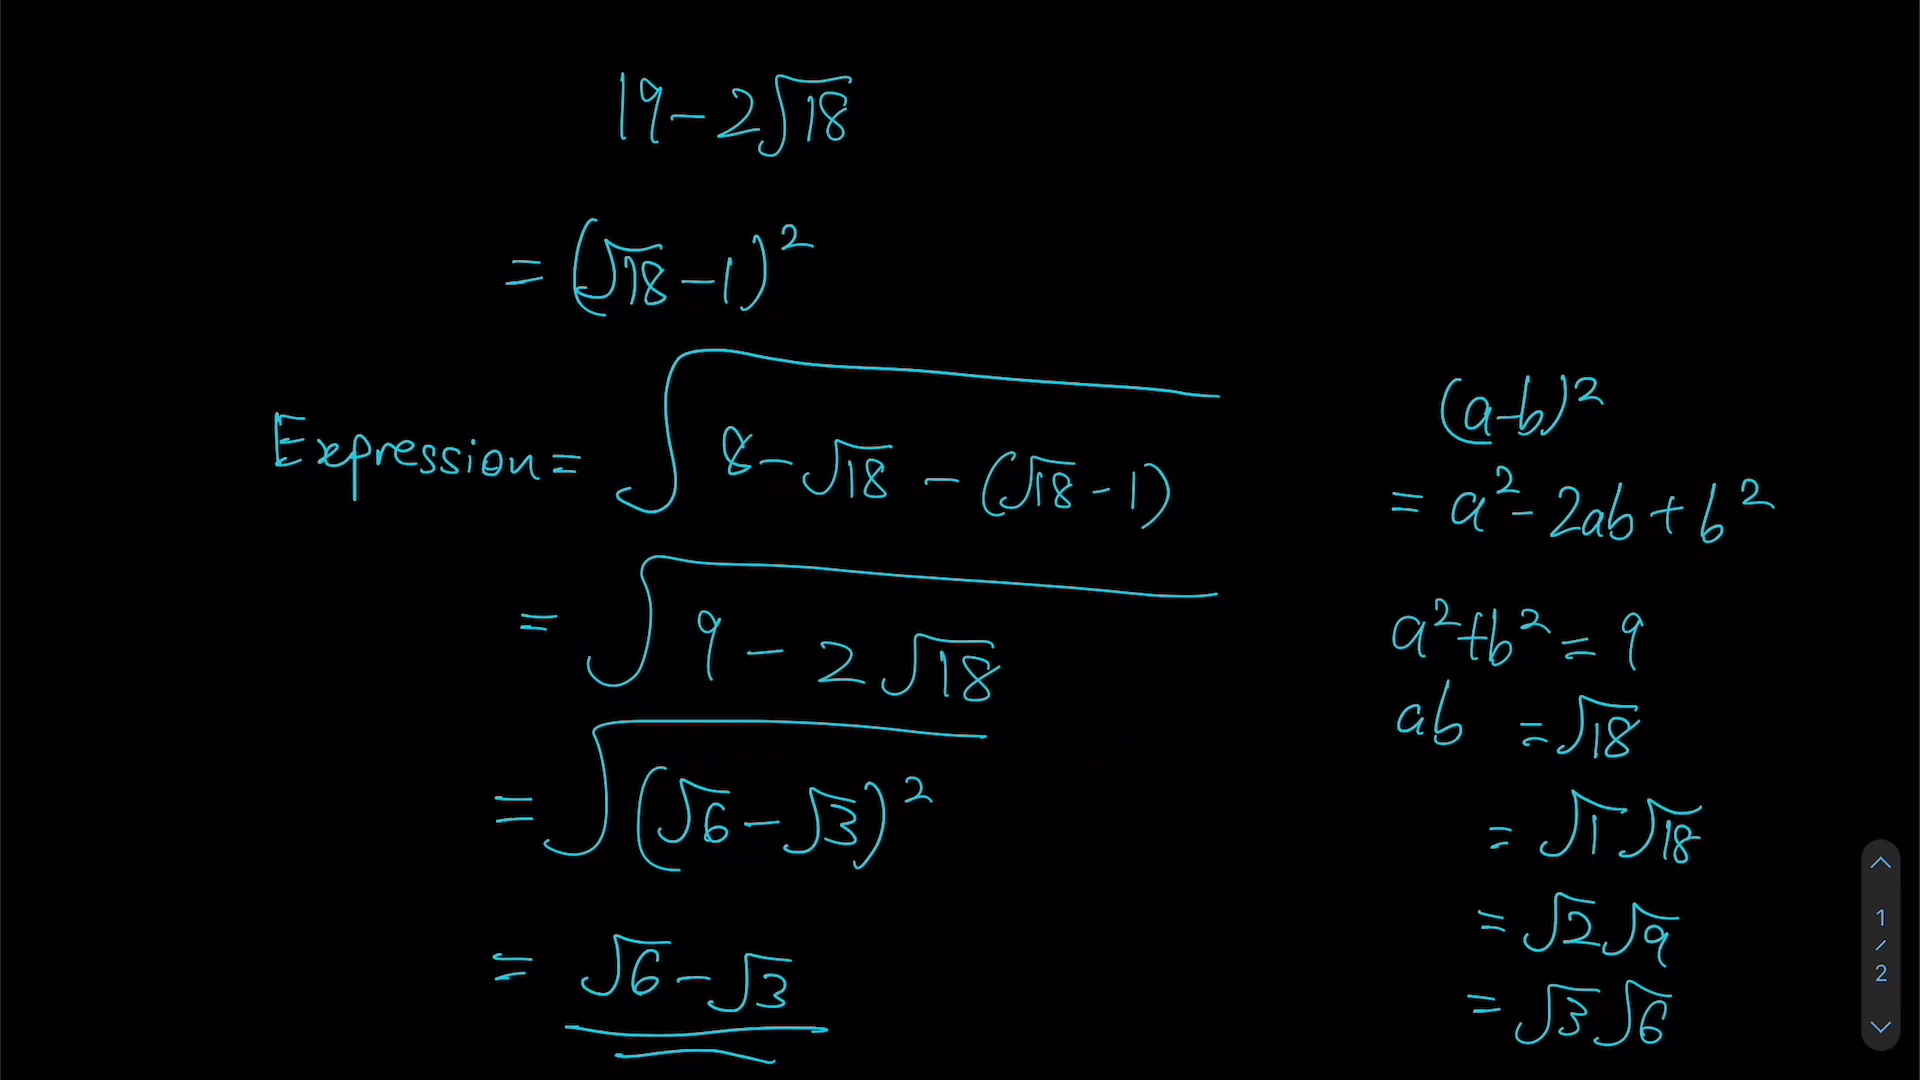 19 - 2√18
= (√18 - 1)²
Expression = √(8 - √18 - (√18 - 1))
= √(9 - 2√18)
= √((√6 - √3)²)
= √6 - √3
(a-b)²
= a² - 2ab + b²
a² + b² = 9
ab = √18
= √1 √18
= √2 √9
= √3 √6
1
/
2